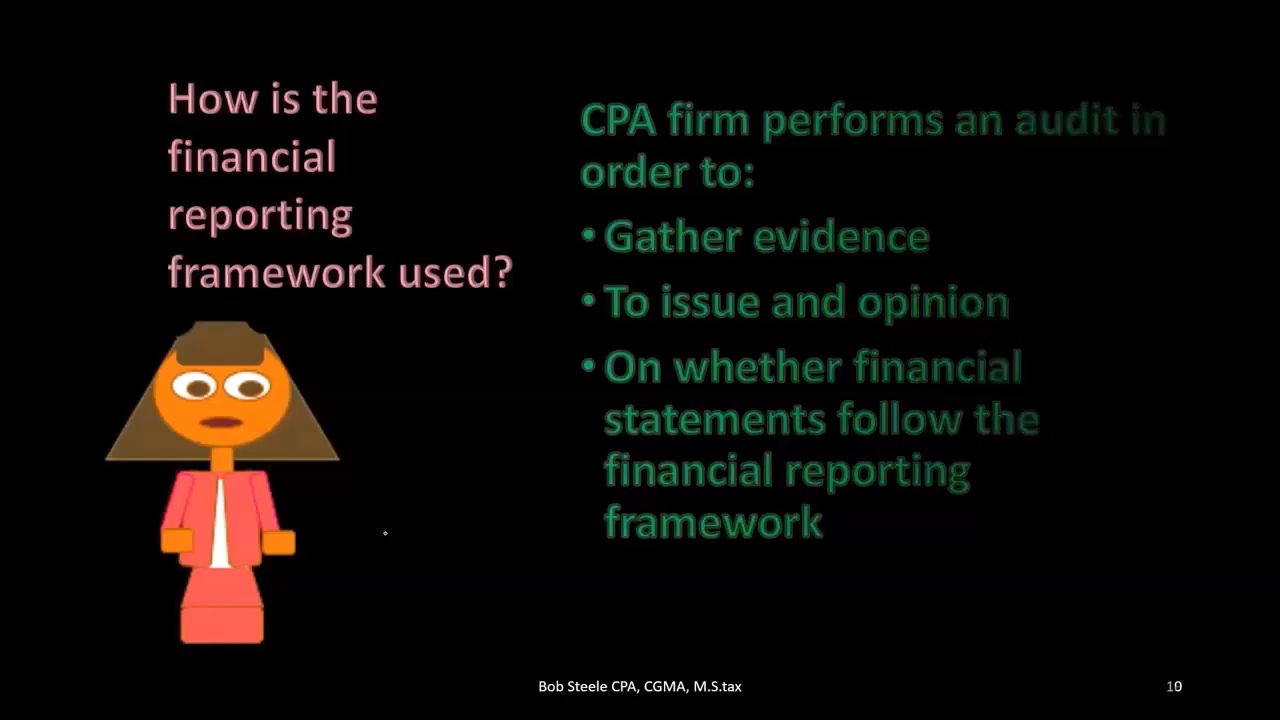 How is the
financial
reporting
framework used?
CPA firm performs an audit in
order to:
• Gather evidence
• To issue and opinion
• On whether financial
statements follow the
financial reporting
framework
Bob Steele CPA, CGMA, M.S.tax